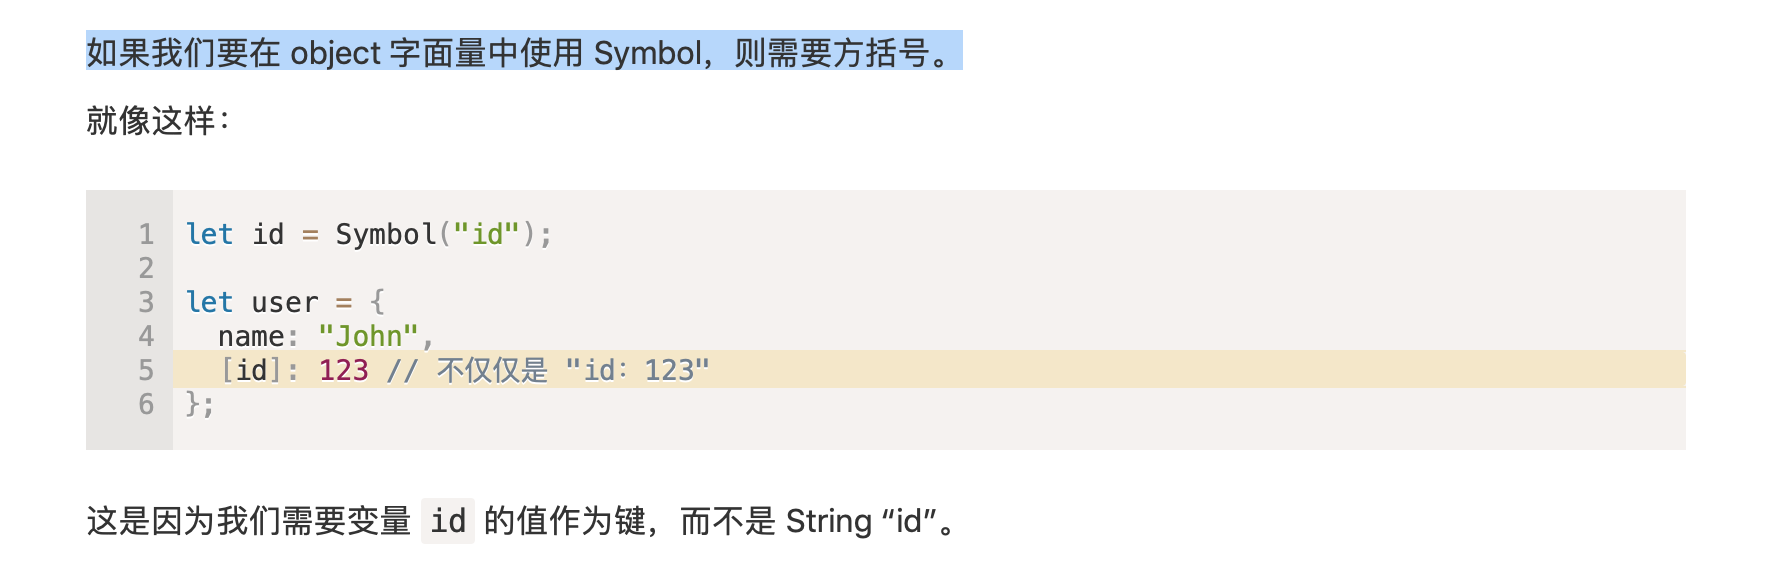 如果我们要在 object 字面量中使用 Symbol，则需要方括号。
就像这样：
1 let id = Symbol("id");
2
3 let user = {
4   name: "John",
5   [id]: 123 // 不仅仅是 "id：123"
6 };
这是因为我们需要变量 id 的值作为键，而不是 String “id”。